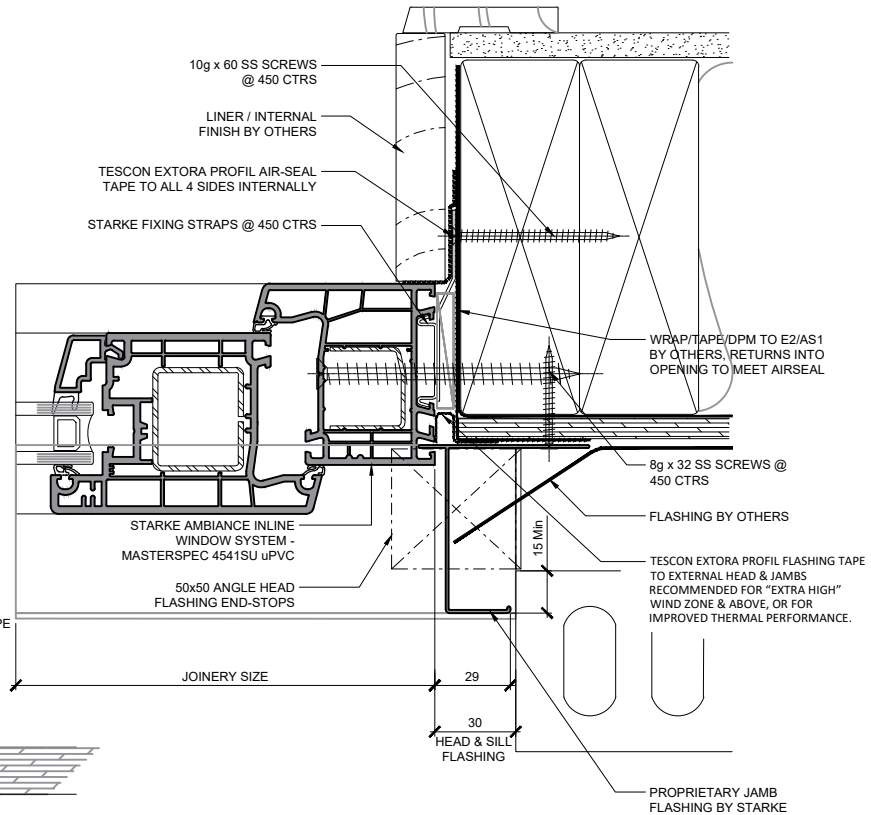 10g x 60 SS SCREWS
@ 450 CTRS
LINER / INTERNAL
FINISH BY OTHERS
TESCON EXTORA PROFIL AIR-SEAL
TAPE TO ALL 4 SIDES INTERNALLY
STARKE FIXING STRAPS @ 450 CTRS
WRAP/TAPE/DPM TO E2/AS1
BY OTHERS, RETURNS INTO
OPENING TO MEET AIRSEAL
8g x 32 SS SCREWS @
450 CTRS
FLASHING BY OTHERS
STARKE AMBIANCE INLINE
WINDOW SYSTEM -
MASTERSPEC 4541SU uPVC
15 Min
50x50 ANGLE HEAD
FLASHING END-STOPS
TESCON EXTORA PROFIL FLASHING TAPE
TO EXTERNAL HEAD & JAMBS
RECOMMENDED FOR "EXTRA HIGH"
WIND ZONE & ABOVE, OR FOR
IMPROVED THERMAL PERFORMANCE.
JOINERY SIZE
29
30
HEAD & SILL
FLASHING
PROPRIETARY JAMB
FLASHING BY STARKE